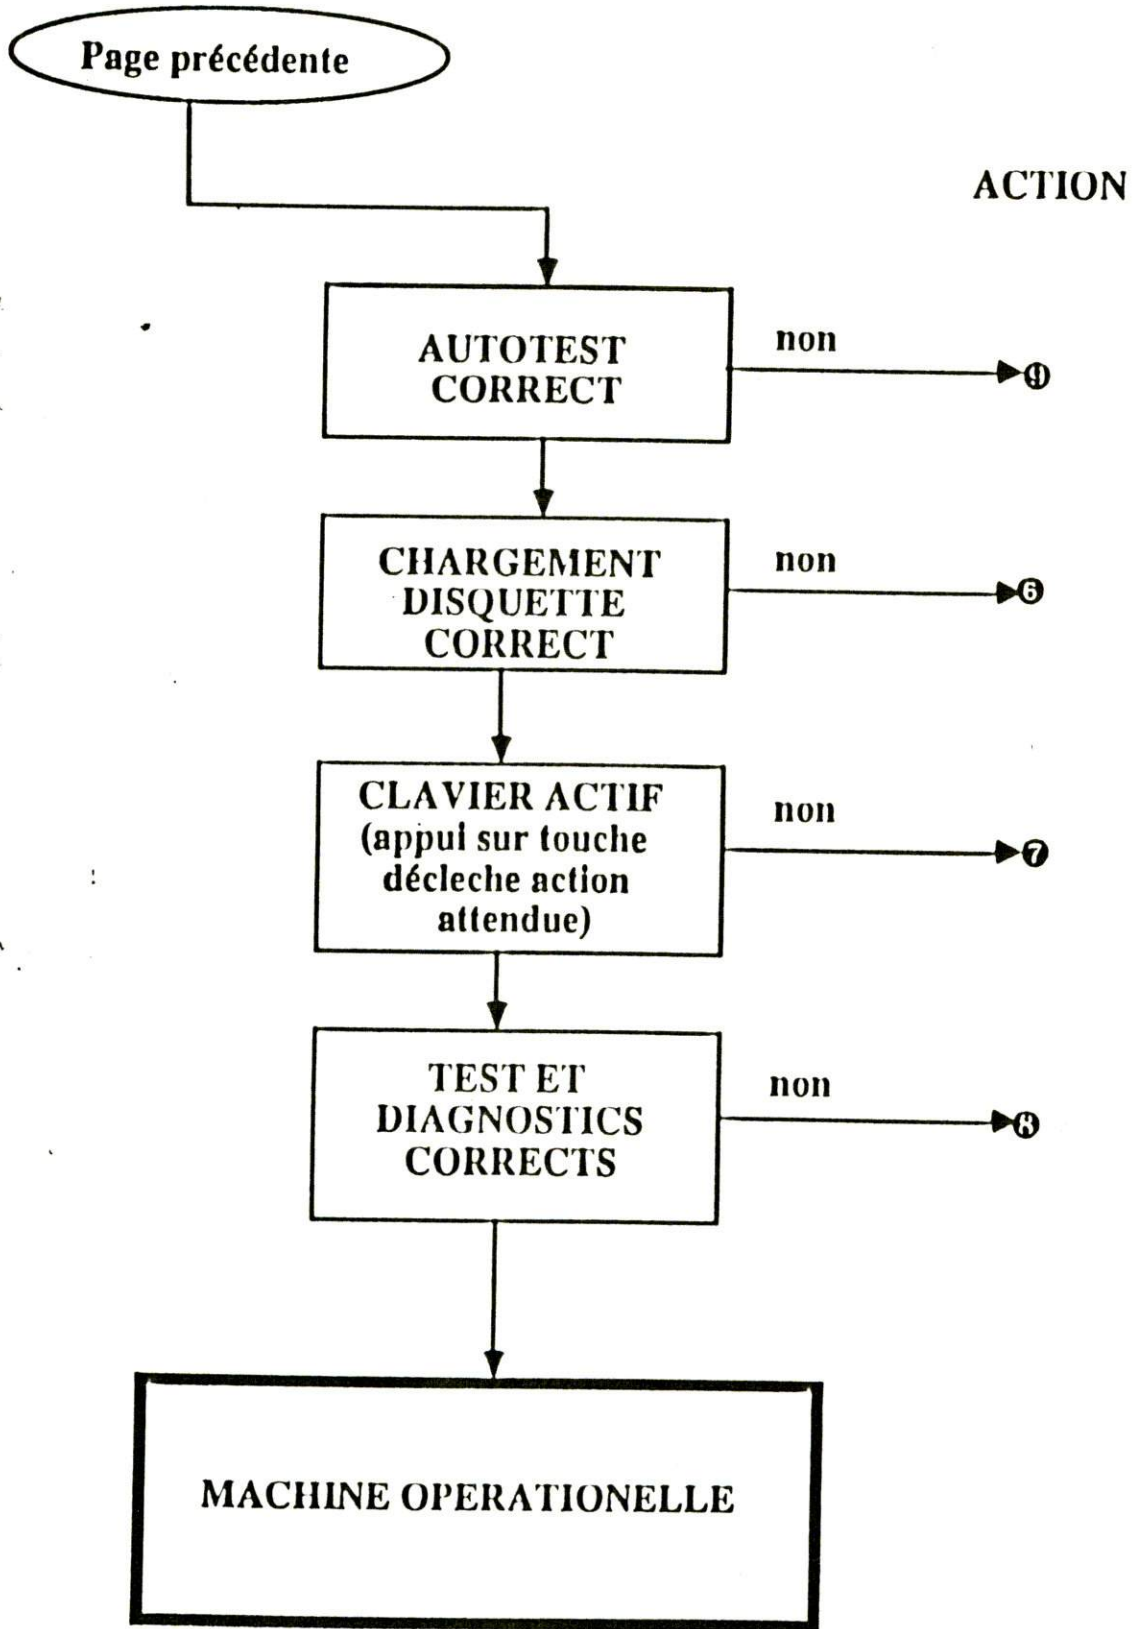 Page précédente
ACTION
AUTOTEST
CORRECT
non
CHARGEMENT
DISQUETTE
CORRECT
non
6
CLAVIER ACTIF
(appui sur touche
décleche action
attendue)
non
7
TEST ET
DIAGNOSTICS
CORRECTS
non
8
MACHINE OPERATIONELLE